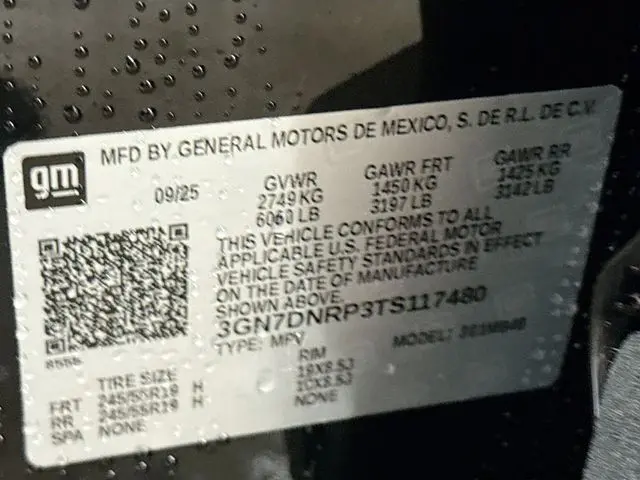 gm
MFD BY GENERAL MOTORS DE MEXICO, S. DE R.L. DE C.V.
09/25
GVWR GAWR FRT GAWR RR
2749 KG 1450 KG 1425 KG
6060 LB 3197 LB 3142 LB
THIS VEHICLE CONFORMS TO ALL
APPLICABLE U.S. FEDERAL MOTOR
VEHICLE SAFETY STANDARDS IN EFFECT
ON THE DATE OF MANUFACTURE
SHOWN ABOVE.
3GN7DNRP3TS117480
TYPE: MPV MODEL:
TIRE SIZE RIM
FRT 245/55R19 H 19X8.5J
RR 245/55R19 H
SPA NONE NONE